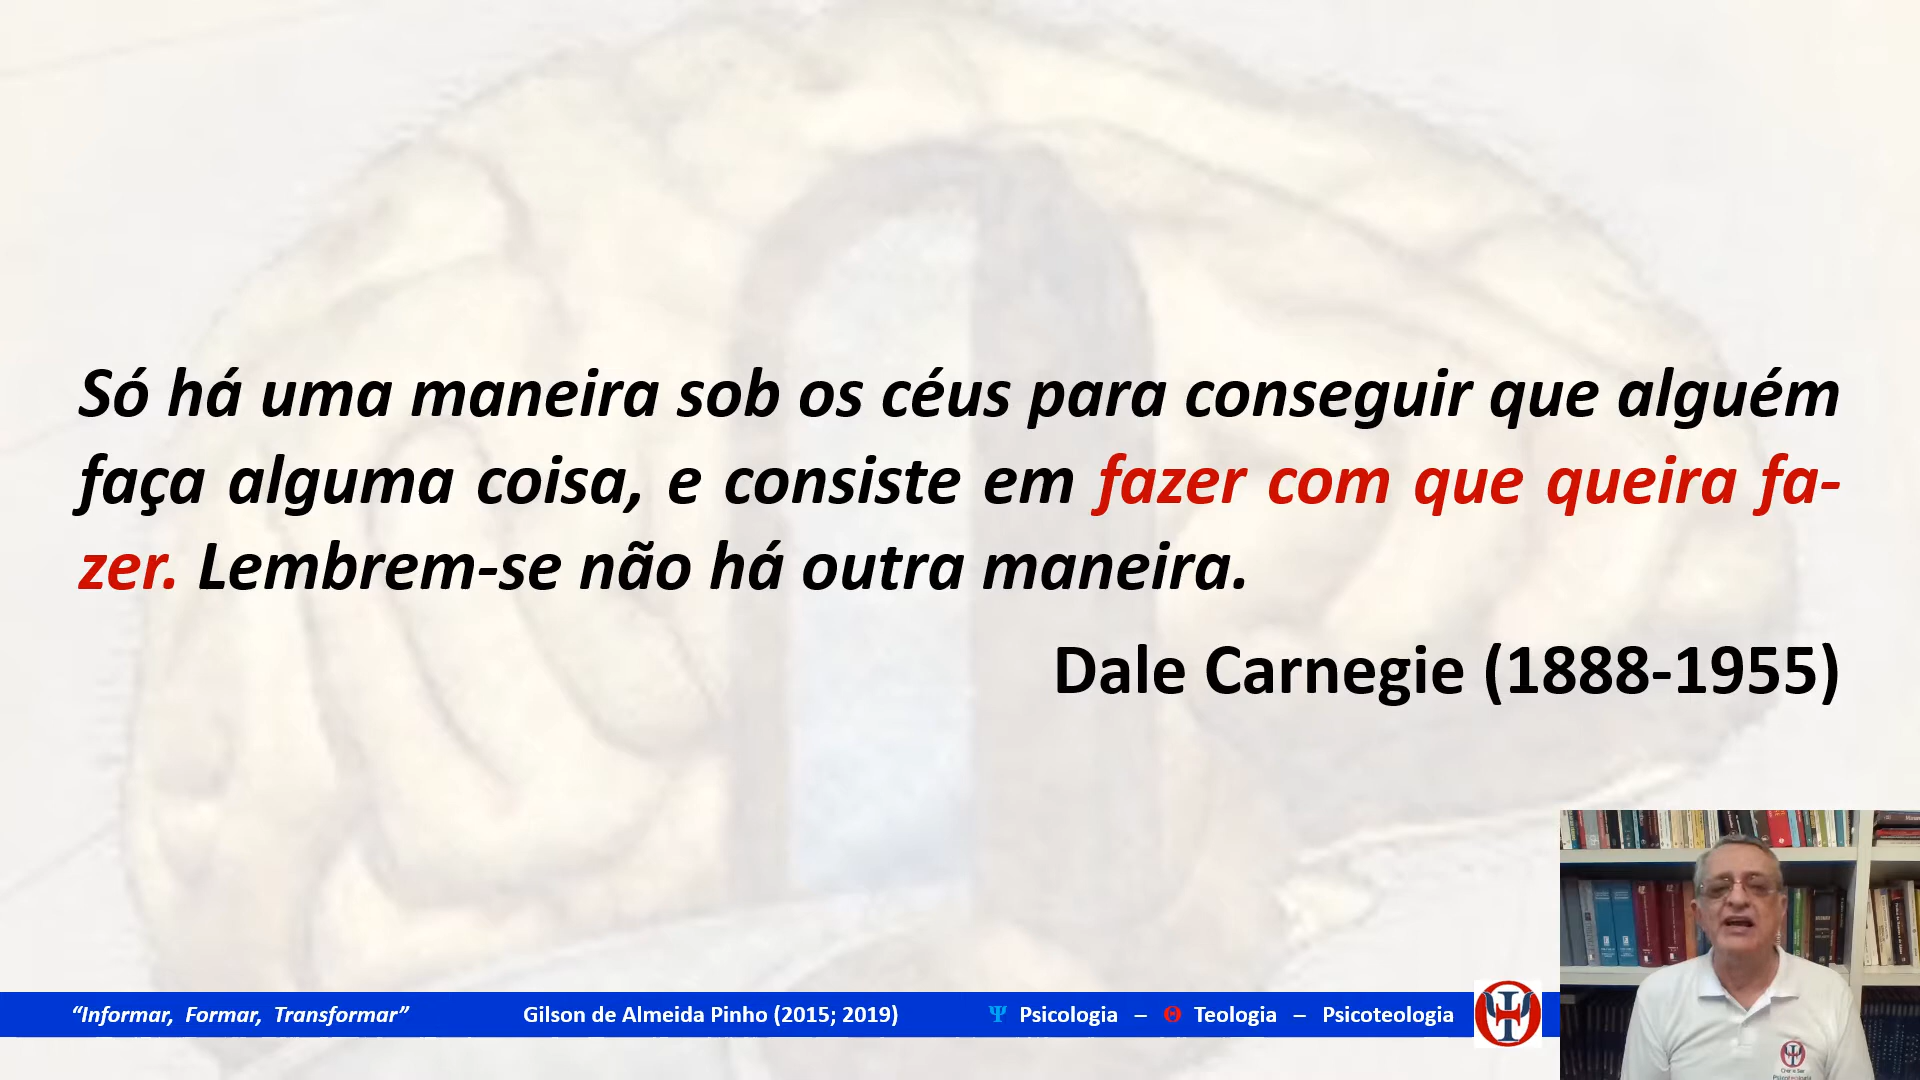 Só há uma maneira sob os céus para conseguir que alguém
faça alguma coisa, e consiste em fazer com que queira fa-
zer. Lembrem-se não há outra maneira.
Dale Carnegie (1888-1955)
“Informar, Formar, Transformar” Gilson de Almeida Pinho (2015; 2019) Ψ Psicologia – Θ Teologia – Psicoteologia